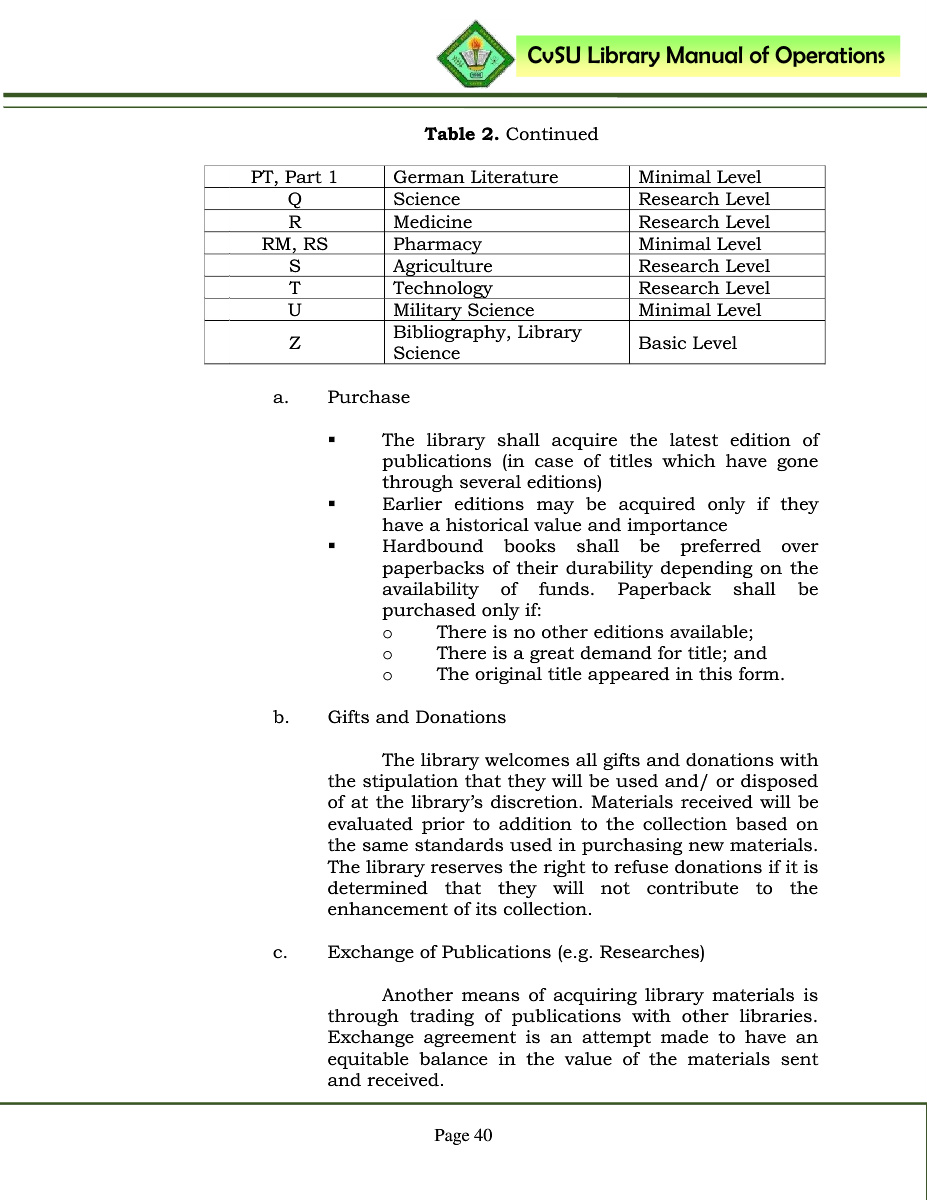 CvSU Library Manual of Operations
Table 2. Continued
PT, Part 1 German Literature Minimal Level
Q Science Research Level
R Medicine Research Level
RM, RS Pharmacy Minimal Level
S Agriculture Research Level
T Technology Research Level
U Military Science Minimal Level
Z Bibliography, Library Science Basic Level
a. Purchase
▪ The library shall acquire the latest edition of
publications (in case of titles which have gone
through several editions)
▪ Earlier editions may be acquired only if they
have a historical value and importance
▪ Hardbound books shall be preferred over
paperbacks of their durability depending on the
availability of funds. Paperback shall be
purchased only if:
o There is no other editions available;
o There is a great demand for title; and
o The original title appeared in this form.
b. Gifts and Donations
The library welcomes all gifts and donations with
the stipulation that they will be used and/ or disposed
of at the library’s discretion. Materials received will be
evaluated prior to addition to the collection based on
the same standards used in purchasing new materials.
The library reserves the right to refuse donations if it is
determined that they will not contribute to the
enhancement of its collection.
c. Exchange of Publications (e.g. Researches)
Another means of acquiring library materials is
through trading of publications with other libraries.
Exchange agreement is an attempt made to have an
equitable balance in the value of the materials sent
and received.
Page 40